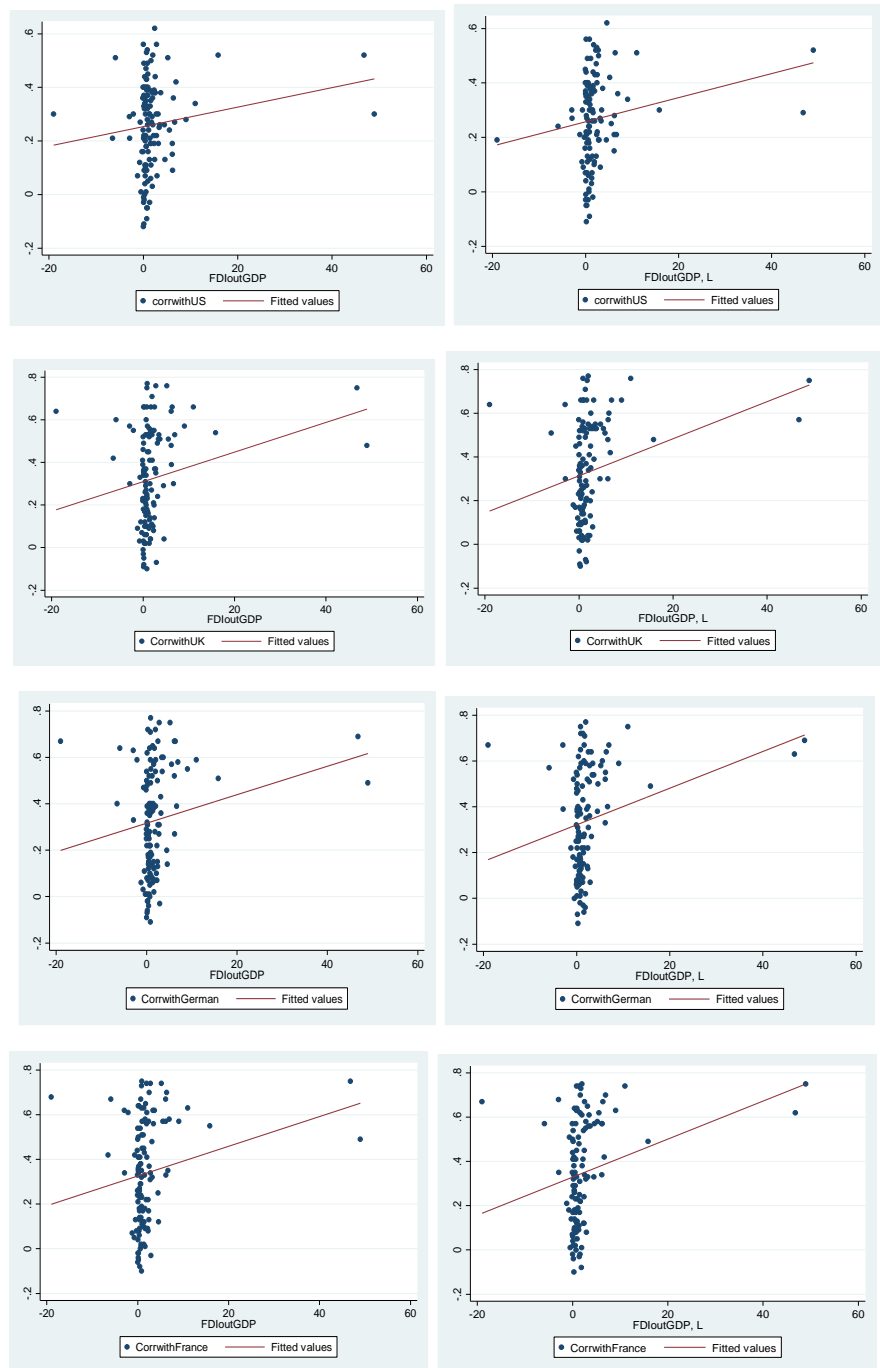 .6
.4
.2
0
-.2
-20 0 20 40 60
FDIoutGDP
corrwithUS Fitted values
.6
.4
.2
0
-.2
-20 0 20 40 60
FDIoutGDP, L
corrwithUS Fitted values
.8
.6
.4
.2
0
-.2
-20 0 20 40 60
FDIoutGDP
CorrwithUK Fitted values
.8
.6
.4
.2
0
-.2
-20 0 20 40 60
FDIoutGDP, L
CorrwithUK Fitted values
.8
.6
.4
.2
0
-.2
-20 0 20 40 60
FDIoutGDP
CorrwithGerman Fitted values
.8
.6
.4
.2
0
-.2
-20 0 20 40 60
FDIoutGDP, L
CorrwithGerman Fitted values
.8
.6
.4
.2
0
-.2
-20 0 20 40 60
FDIoutGDP
CorrwithFrance Fitted values
.8
.6
.4
.2
0
-.2
-20 0 20 40 60
FDIoutGDP, L
CorrwithFrance Fitted values